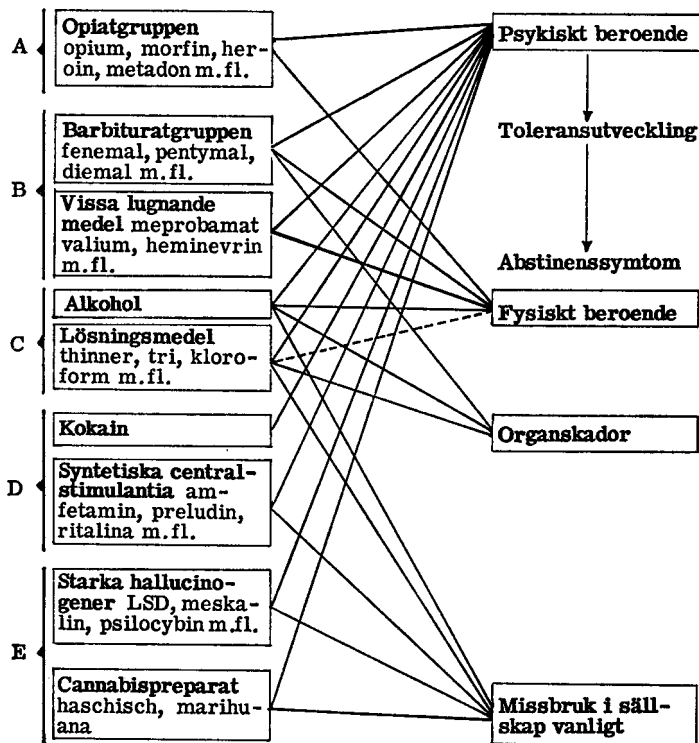 A
Opiatgruppen
opium, morfin, her-
oin, metadon m.fl.
B
Barbituratgruppen
fenemal, pentymal,
diemal m.fl.
Vissa lugnande
medel meprobamat
valium, heminevrin
m.fl.
C
Alkohol
Lösningsmedel
thinner, tri, kloro-
form m.fl.
D
Kokain
Syntetiska central-
stimulantia am-
fetamin, preludin,
ritalina m.fl.
E
Starka hallucino-
gener LSD, meska-
lin, psilocybin m.fl.
Cannabispreparat
haschisch, marihu-
ana
Psykiskt beroende
Toleransutveckling
Abstinenssymtom
Fysiskt beroende
Organskador
Missbruk i säll-
skap vanligt